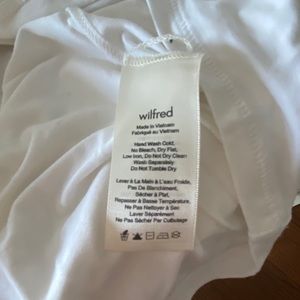 wilfred
Made in Vietnam
Fabriqué au Vietnam
Hand Wash Cold,
No Bleach, Dry Flat,
Low Iron, Do Not Dry Clean
Wash Separately
Do Not Tumble Dry
Laver à La Main à L'eau Froide,
Pas De Blanchiment,
Sécher à Plat,
Repasser à Basse Température,
Ne Pas Nettoyer à Sec
Laver Séparément
Ne Pas Sécher Par Culbutage